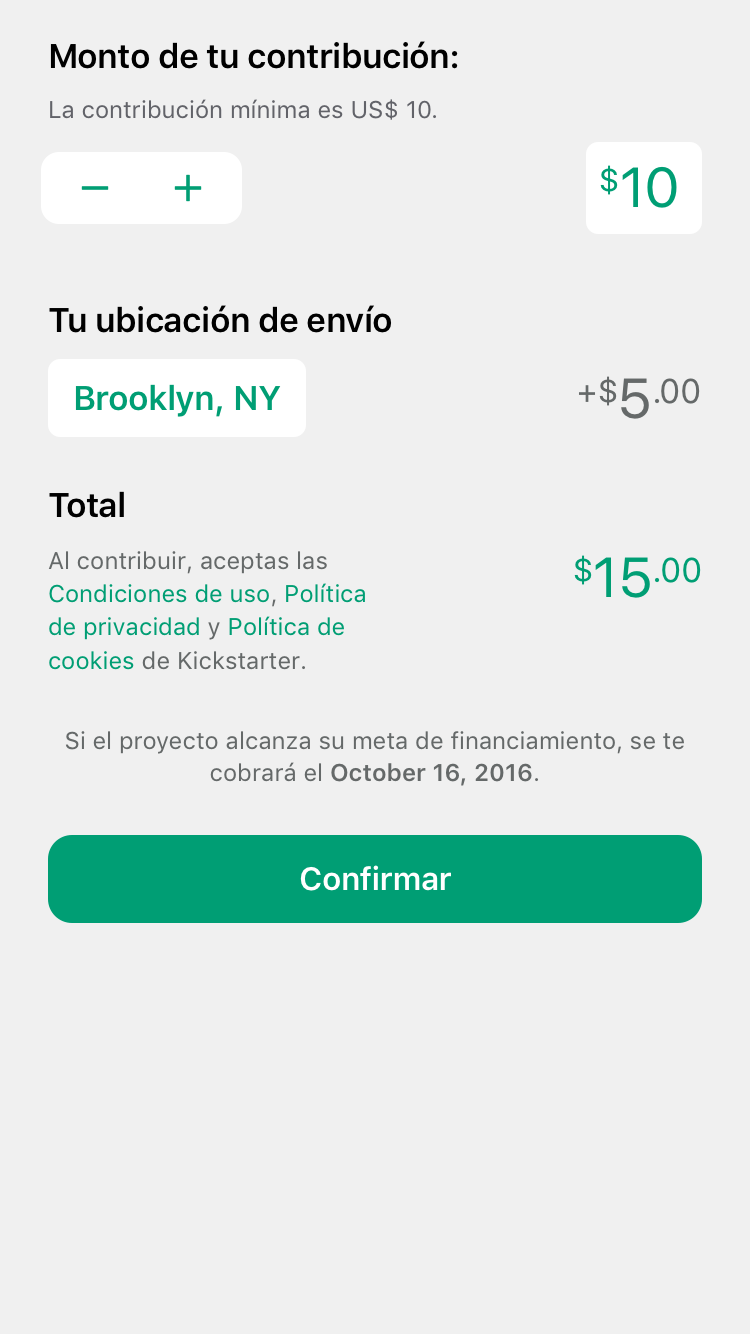 Monto de tu contribución:
La contribución mínima es US$ 10.
− +
$10
Tu ubicación de envío
Brooklyn, NY
+$5.00
Total
Al contribuir, aceptas las
Condiciones de uso, Política
de privacidad y Política de
cookies de Kickstarter.
$15.00
Si el proyecto alcanza su meta de financiamiento, se te
cobrará el October 16, 2016.
Confirmar